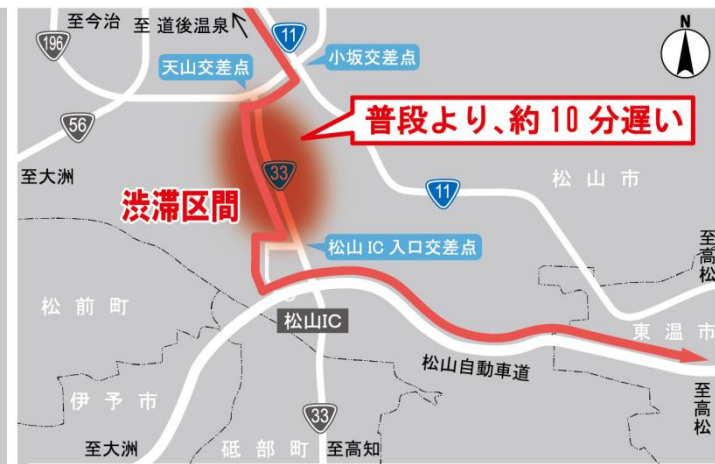 至今治 至 道後温泉
N
196
11
小坂交差点
天山交差点
普段より、約10分遅い
56
至大洲
33
渋滞区間
11
松山市
松山 IC 入口交差点
至高松
松前町
松山IC
東温市
松山自動車道
伊予市
33
至高松
至大洲
砥部町
至高知